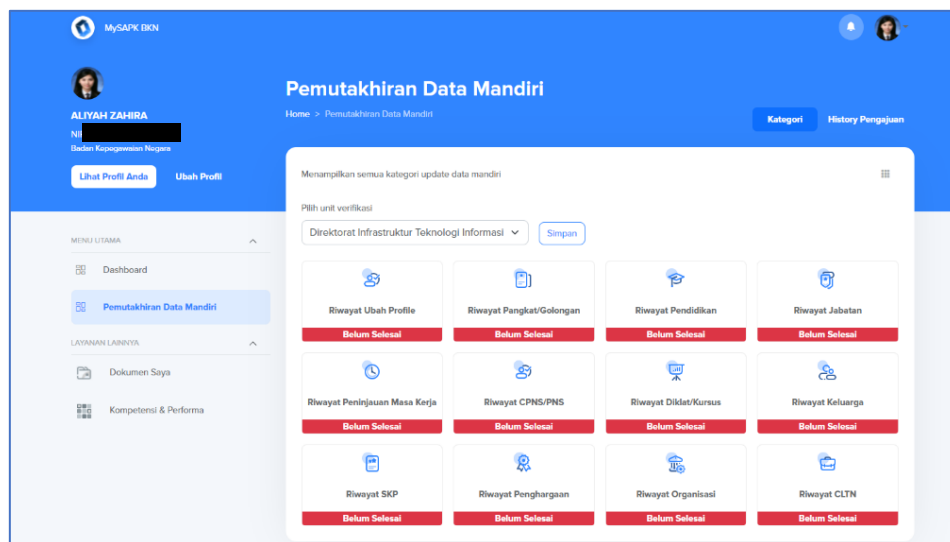 MySAPK BKN
ALIYAH ZAHIRA
Badan Kepegawaian Negara
Lihat Profil Anda Ubah Profil
MENU UTAMA
Dashboard
Pemutakhiran Data Mandiri
LAYANAN LAINNYA
Dokumen Saya
Kompetensi & Performa
Pemutakhiran Data Mandiri
Home > Pemutakhiran Data Mandiri
Kategori History Pengajuan
Menampilkan semua kategori update data mandiri
Pilih unit verifikasi
Direktorat Infrastruktur Teknologi Informasi Simpan
Riwayat Ubah Profile Riwayat Pangkat/Golongan Riwayat Pendidikan Riwayat Jabatan
Belum Selesai Belum Selesai Belum Selesai Belum Selesai
Riwayat Peninjauan Masa Kerja Riwayat CPNS/PNS Riwayat Diklat/Kursus Riwayat Keluarga
Belum Selesai Belum Selesai Belum Selesai Belum Selesai
Riwayat SKP Riwayat Penghargaan Riwayat Organisasi Riwayat CLTN
Belum Selesai Belum Selesai Belum Selesai Belum Selesai